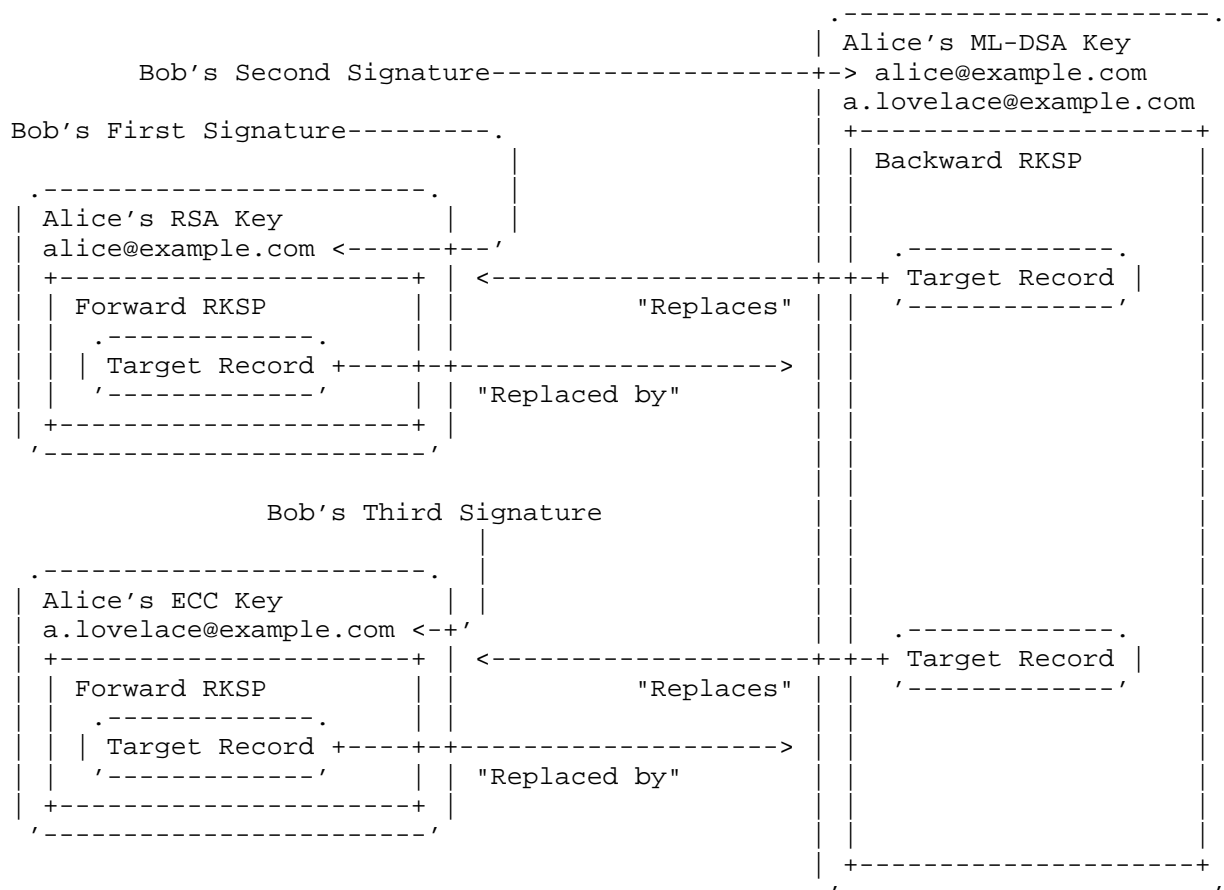 Alice's ML-DSA Key
Bob's Second Signature
alice@example.com
a.lovelace@example.com
Bob's First Signature
Backward RKSP
Alice's RSA Key
alice@example.com
Target Record
Forward RKSP
"Replaces"
Target Record
"Replaced by"
Bob's Third Signature
Alice's ECC Key
a.lovelace@example.com
Target Record
Forward RKSP
"Replaces"
Target Record
"Replaced by"